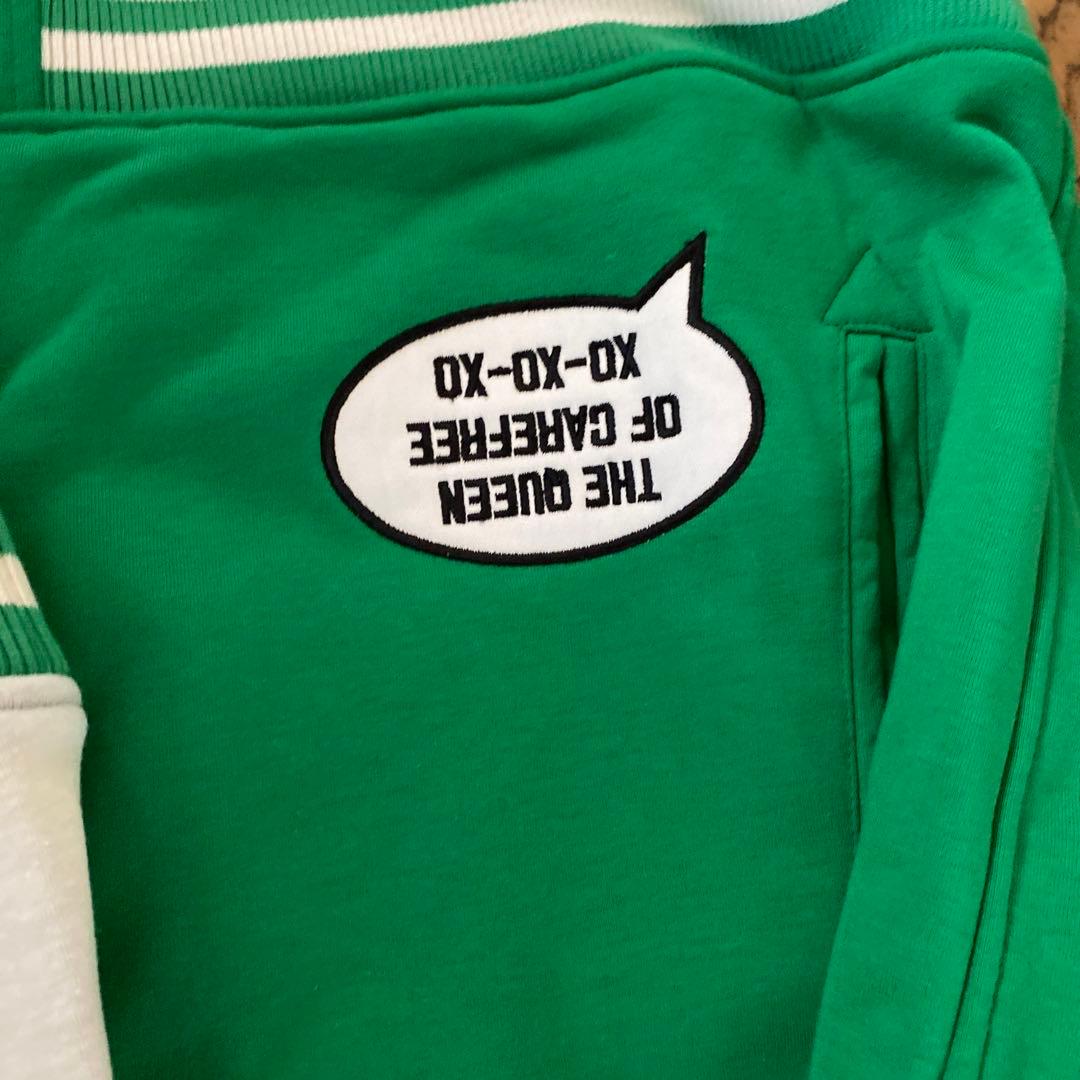 THE QUEEN
OF CAREFREE
XO-XO-XO